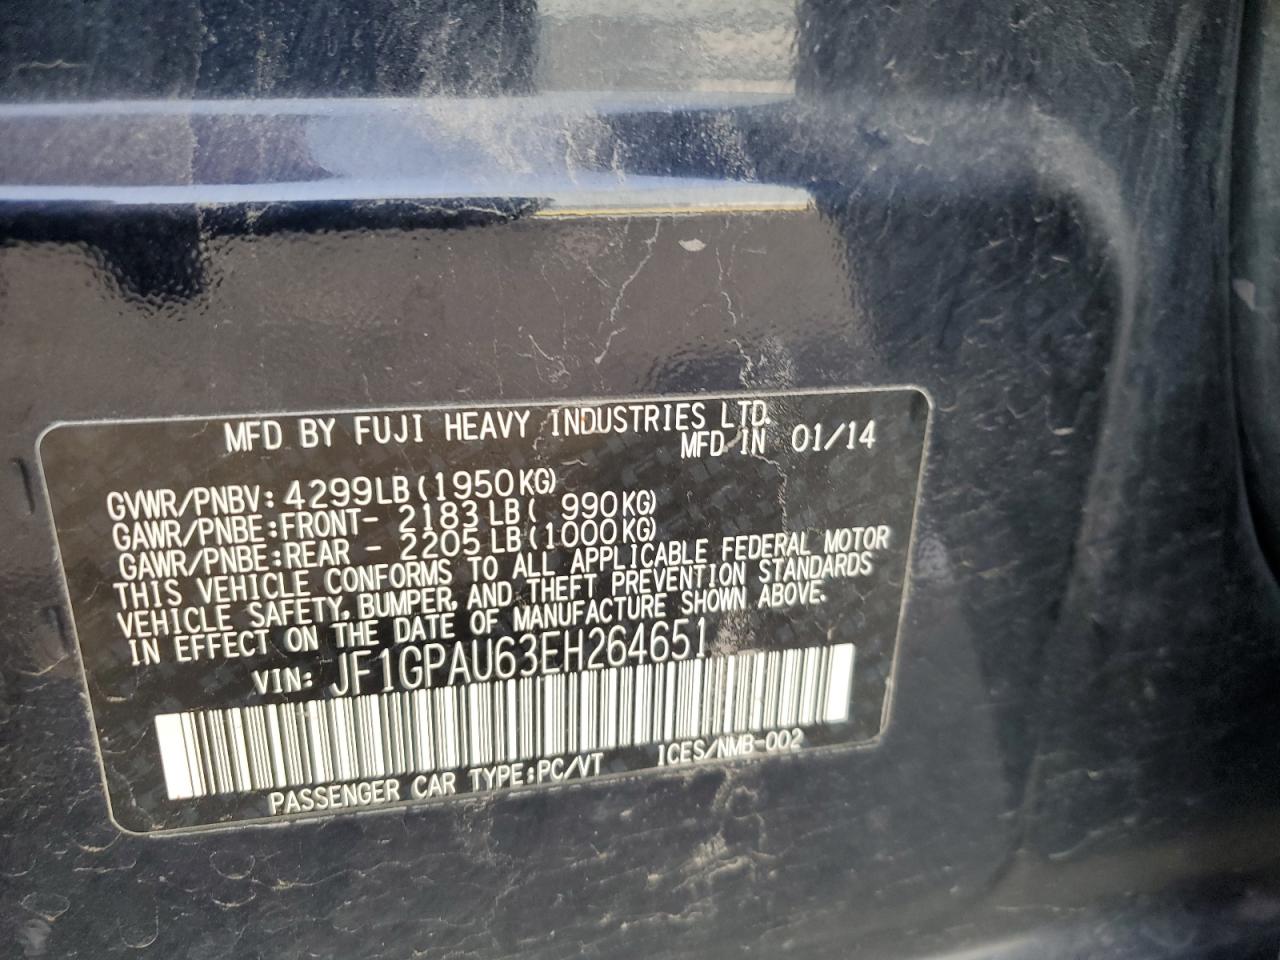 MFD BY FUJI HEAVY INDUSTRIES LTD.
MFD IN 01/14
GVWR/PNBV: 4299LB (1950KG)
GAWR/PNBE: FRONT- 2183 LB ( 990KG)
GAWR/PNBE: REAR - 2205 LB (1000KG)
THIS VEHICLE CONFORMS TO ALL APPLICABLE FEDERAL MOTOR
VEHICLE SAFETY, BUMPER, AND THEFT PREVENTION STANDARDS
IN EFFECT ON THE DATE OF MANUFACTURE SHOWN ABOVE.
VIN: JF1GPAU63EH264651
PASSENGER CAR TYPE: PC/VT ICES/NMB-002